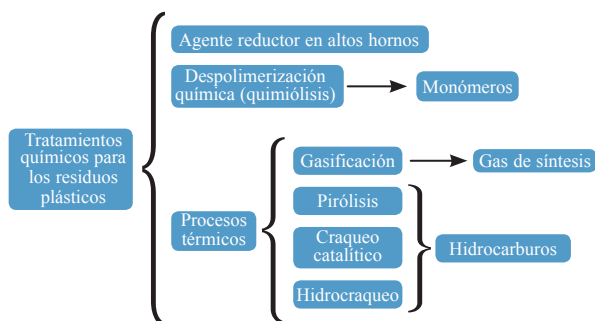 Agente reductor en altos hornos
Despolimerización
química (quimiólisis)
Monómeros
Tratamientos
químicos para
los residuos
plásticos
Procesos
térmicos
Gasificación
Gas de síntesis
Pirólisis
Craqueo
catalítico
Hidrocraqueo
Hidrocarburos